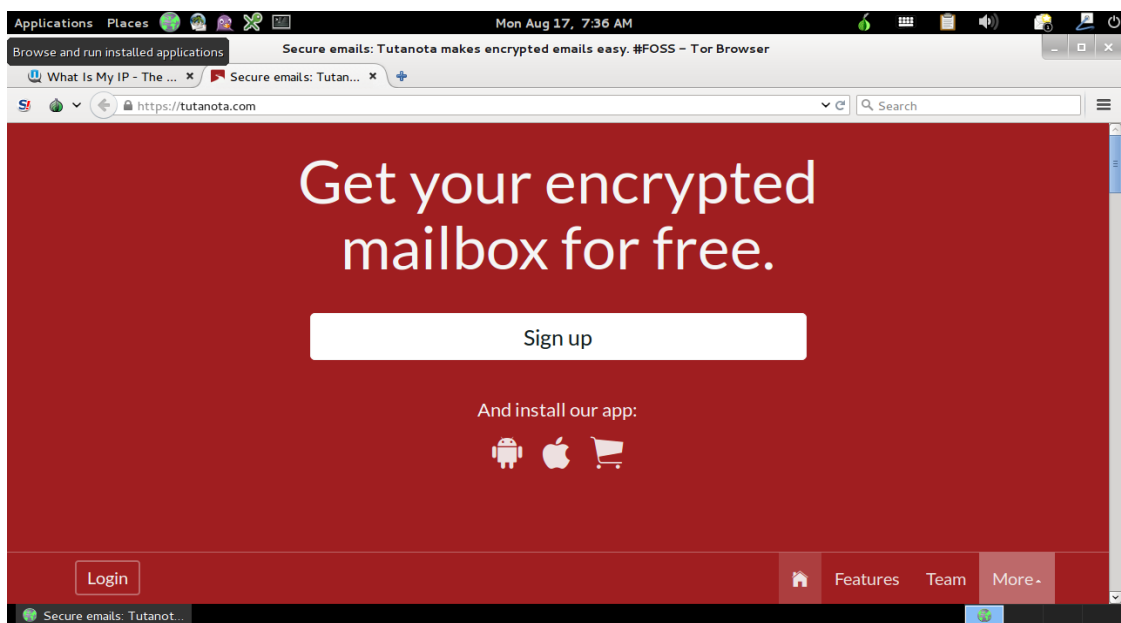 Applications Places Mon Aug 17, 7:36 AM
Browse and run installed applications Secure emails: Tutanota makes encrypted emails easy. #FOSS – Tor Browser
What Is My IP - The ... Secure emails: Tutan...
https://tutanota.com Search
Get your encrypted
mailbox for free.
Sign up
And install our app:
Login Features Team More
Secure emails: Tutanot...